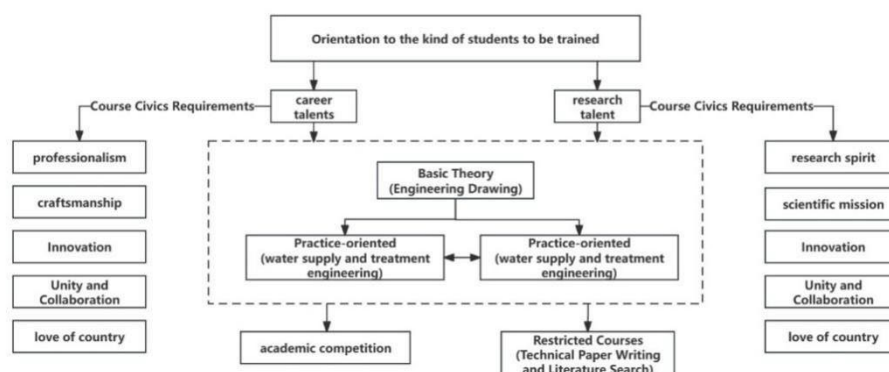 Orientation to the kind of students to be trained
Course Civics Requirements
career
talents
research
talent
Course Civics Requirements
professionalism
craftsmanship
Innovation
Unity and
Collaboration
love of country
Basic Theory
(Engineering Drawing)
Practice-oriented
(water supply and treatment
engineering)
Practice-oriented
(water supply and treatment
engineering)
research spirit
scientific mission
Innovation
Unity and
Collaboration
love of country
academic competition
Restricted Courses
(Technical Paper Writing
and Literature Search)